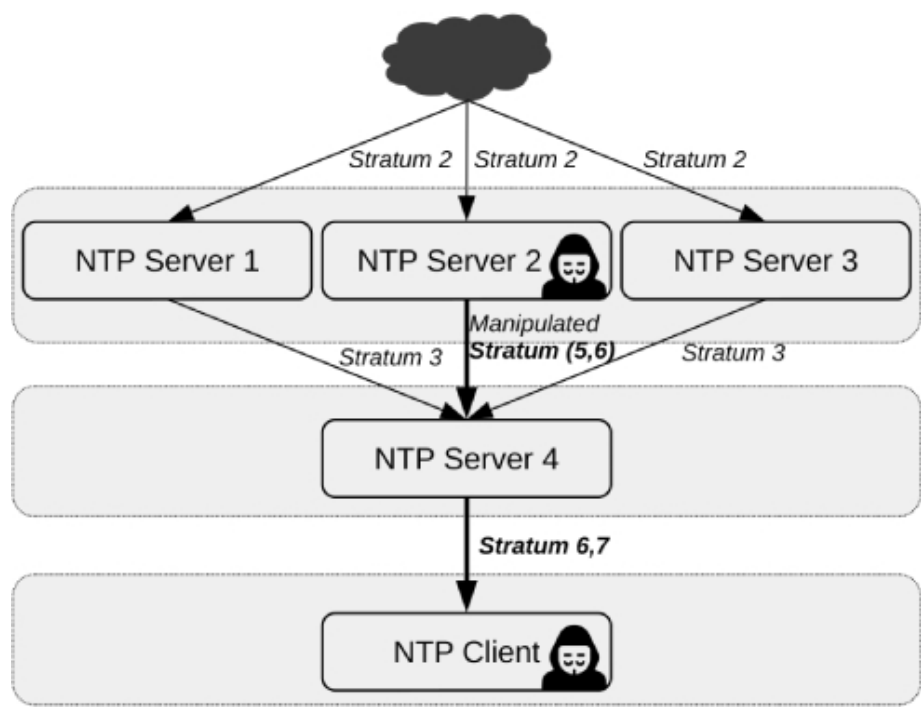 Stratum 2
Stratum 2
Stratum 2
NTP Server 1
NTP Server 2
NTP Server 3
Manipulated
Stratum (5,6)
Stratum 3
Stratum 3
NTP Server 4
Stratum 6,7
NTP Client